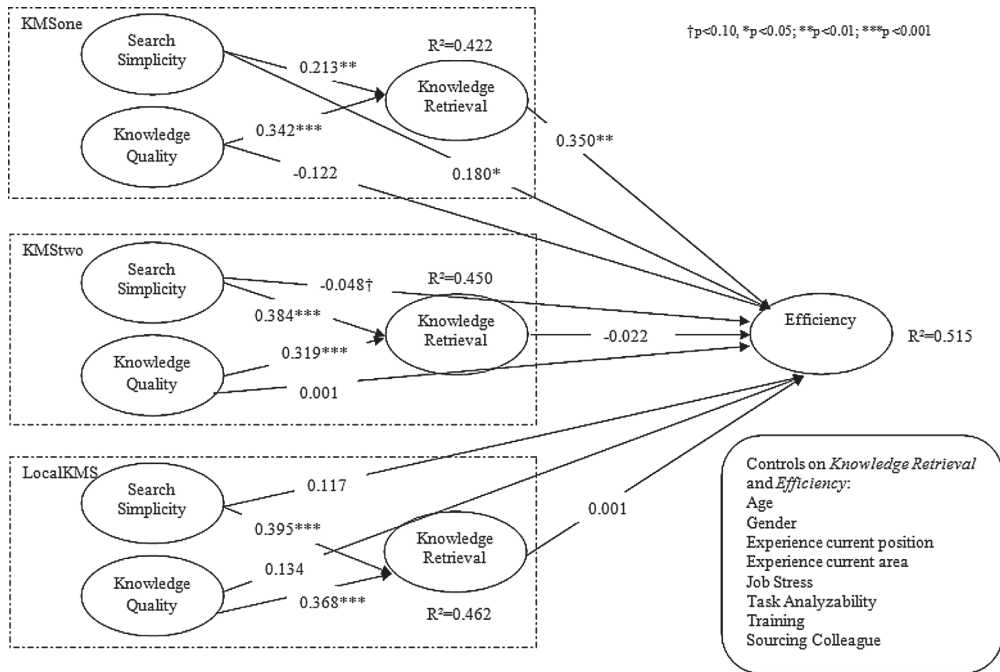 KMSone
†p<0.10, *p<0.05; **p<0.01; ***p<0.001
Search
Simplicity
R²=0.422
0.213**
Knowledge
Retrieval
Knowledge
Quality
0.342***
0.350**
-0.122
0.180*
KMStwo
Search
Simplicity
R²=0.450
-0.048†
0.384***
Knowledge
Retrieval
-0.022
Efficiency
R²=0.515
0.319***
Knowledge
Quality
0.001
LocalKMS
Search
Simplicity
0.117
0.395***
Knowledge
Retrieval
0.001
Knowledge
Quality
0.134
0.368***
R²=0.462
Controls on Knowledge Retrieval
and Efficiency:
Age
Gender
Experience current position
Experience current area
Job Stress
Task Analyzability
Training
Sourcing Colleague